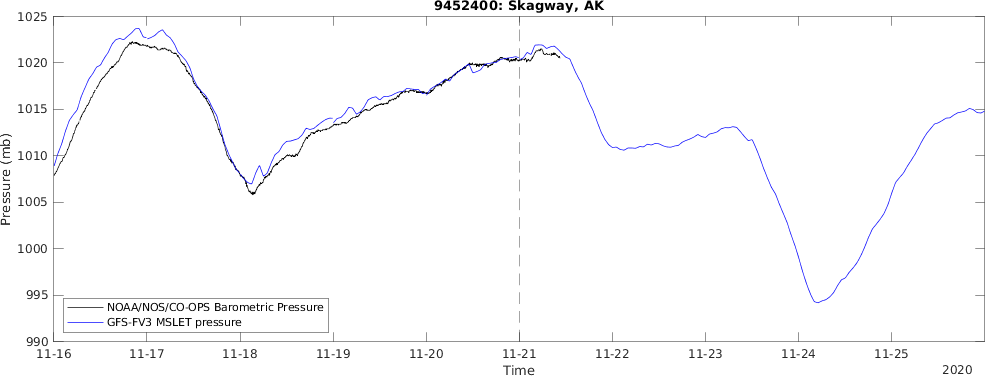 9452400: Skagway, AK
Pressure (mb)
1025
1020
1015
1010
1005
1000
995
990
NOAA/NOS/CO-OPS Barometric Pressure
GFS-FV3 MSLET pressure
11-16 11-17 11-18 11-19 11-20 11-21 11-22 11-23 11-24 11-25
Time
2020